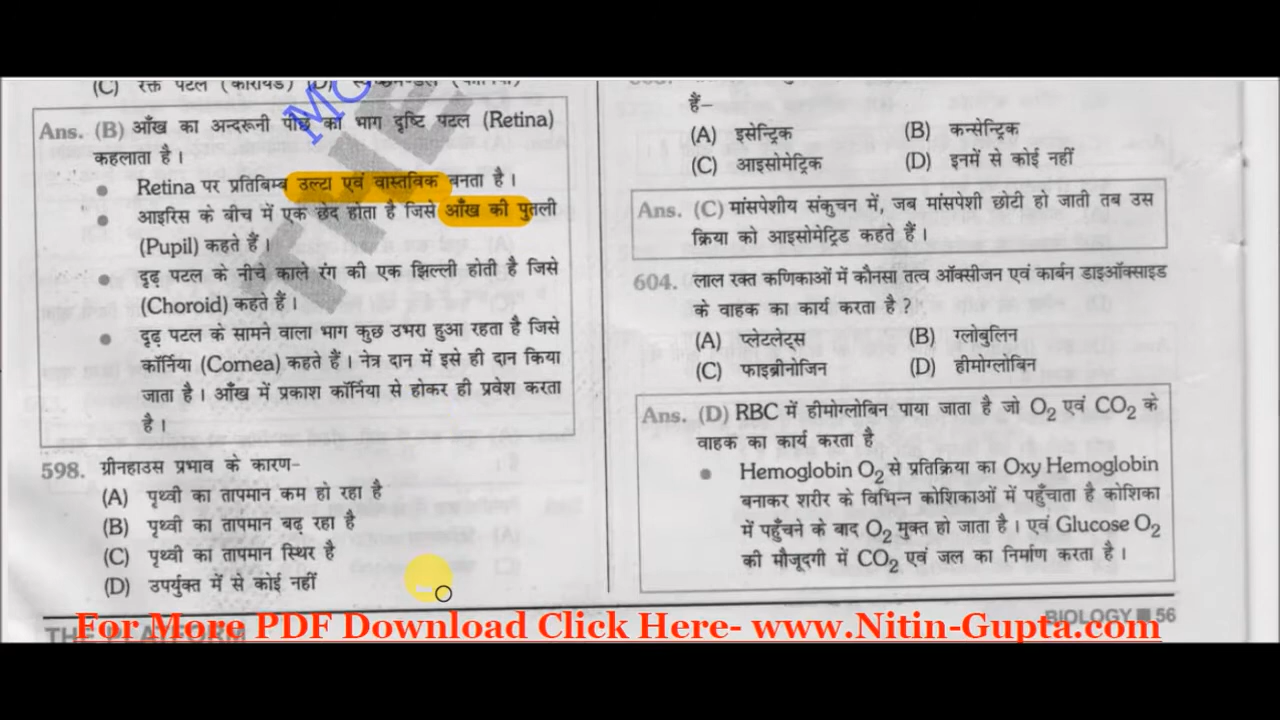 (C) रक्त पटल (कोरायड) (D)
Ans. (B) आँख का अन्दरूनी पीछे का भाग दृष्टि पटल (Retina)
कहलाता है।
● Retina पर प्रतिबिम्ब उल्टा एवं वास्तविक बनता है।
● आइरिस के बीच में एक छेद होता है जिसे आँख की पुतली
(Pupil) कहते हैं।
● दृढ़ पटल के नीचे काले रंग की एक झिल्ली होती है जिसे
(Choroid) कहते हैं।
● दृढ़ पटल के सामने वाला भाग कुछ उभरा हुआ रहता है जिसे
कॉर्निया (Cornea) कहते हैं। नेत्र दान में इसे ही दान किया
जाता है। आँख में प्रकाश कॉर्निया से होकर ही प्रवेश करता
है।
598. ग्रीनहाउस प्रभाव के कारण-
(A) पृथ्वी का तापमान कम हो रहा है
(B) पृथ्वी का तापमान बढ़ रहा है
(C) पृथ्वी का तापमान स्थिर है
(D) उपर्युक्त में से कोई नहीं
THE PLATFORM
हैं-
(A) इसेन्ट्रिक (B) कन्सेन्ट्रिक
(C) आइसोमेट्रिक (D) इनमें से कोई नहीं
Ans. (C) मांसपेशीय संकुचन में, जब मांसपेशी छोटी हो जाती तब उस
क्रिया को आइसोमेट्रिड कहते हैं।
604. लाल रक्त कणिकाओं में कौनसा तत्व ऑक्सीजन एवं कार्बन डाइऑक्साइड
के वाहक का कार्य करता है ?
(A) प्लेटलेट्स (B) ग्लोबुलिन
(C) फाइब्रीनोजिन (D) हीमोग्लोबिन
Ans. (D) RBC में हीमोग्लोबिन पाया जाता है जो O2 एवं CO2 के
वाहक का कार्य करता है
● Hemoglobin O2 से प्रतिक्रिया का Oxy Hemoglobin
बनाकर शरीर के विभिन्न कोशिकाओं में पहुँचाता है कोशिका
में पहुँचने के बाद O2 मुक्त हो जाता है। एवं Glucose O2
की मौजूदगी में CO2 एवं जल का निर्माण करता है।
BIOLOGY ■ 56
For More PDF Download Click Here- www.Nitin-Gupta.com